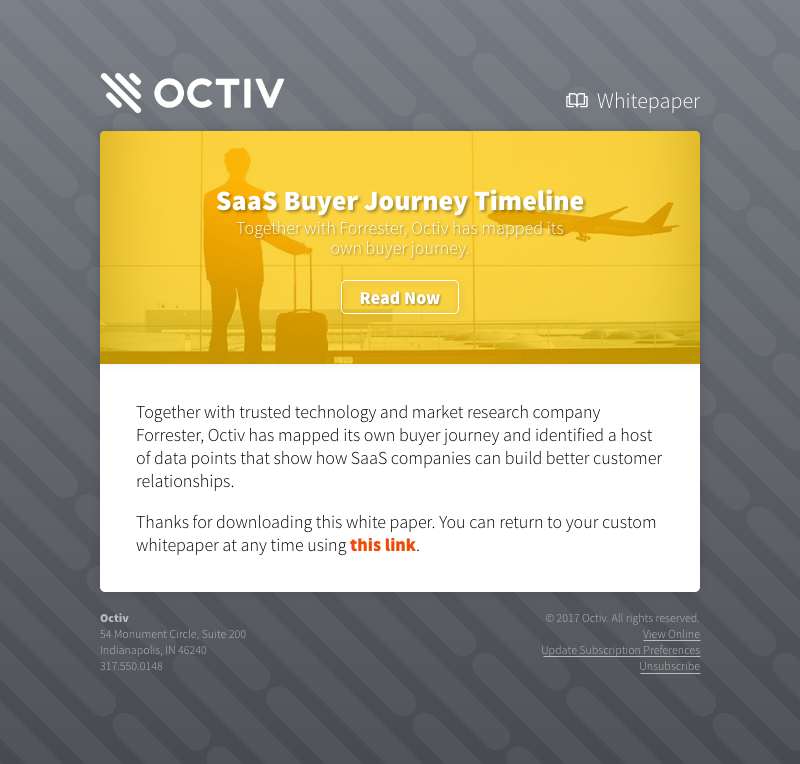 OCTIV
Whitepaper
SaaS Buyer Journey Timeline
Together with Forrester, Octiv has mapped its
own buyer journey.
Read Now
Together with trusted technology and market research company
Forrester, Octiv has mapped its own buyer journey and identified a host
of data points that show how SaaS companies can build better customer
relationships.
Thanks for downloading this white paper. You can return to your custom
whitepaper at any time using this link.
Octiv
54 Monument Circle, Suite 200
Indianapolis, IN 46240
317.550.0148
© 2017 Octiv. All rights reserved.
View Online
Update Subscription Preferences
Unsubscribe